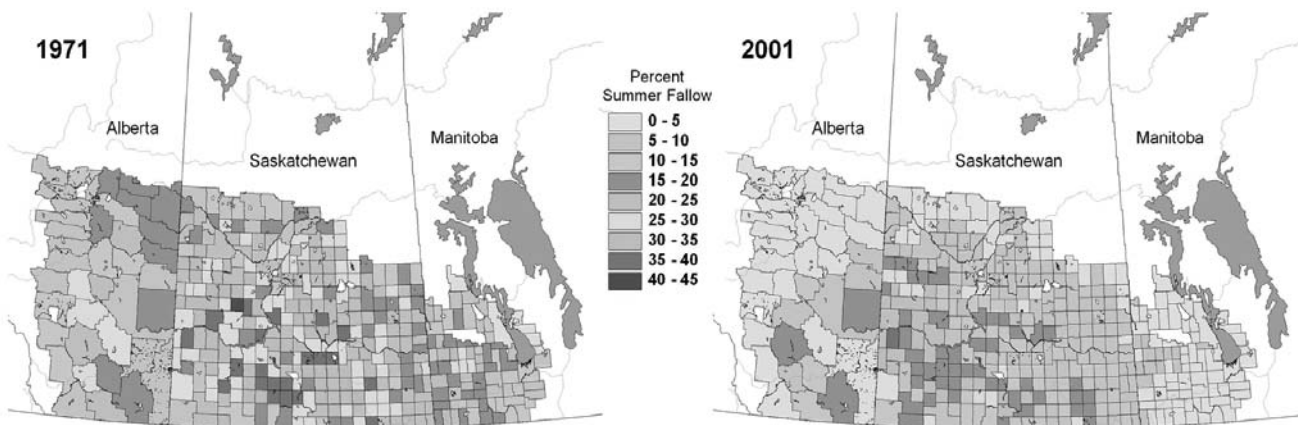 1971
Alberta
Saskatchewan
Manitoba
Percent
Summer Fallow
0 - 5
5 - 10
10 - 15
15 - 20
20 - 25
25 - 30
30 - 35
35 - 40
40 - 45
2001
Alberta
Saskatchewan
Manitoba